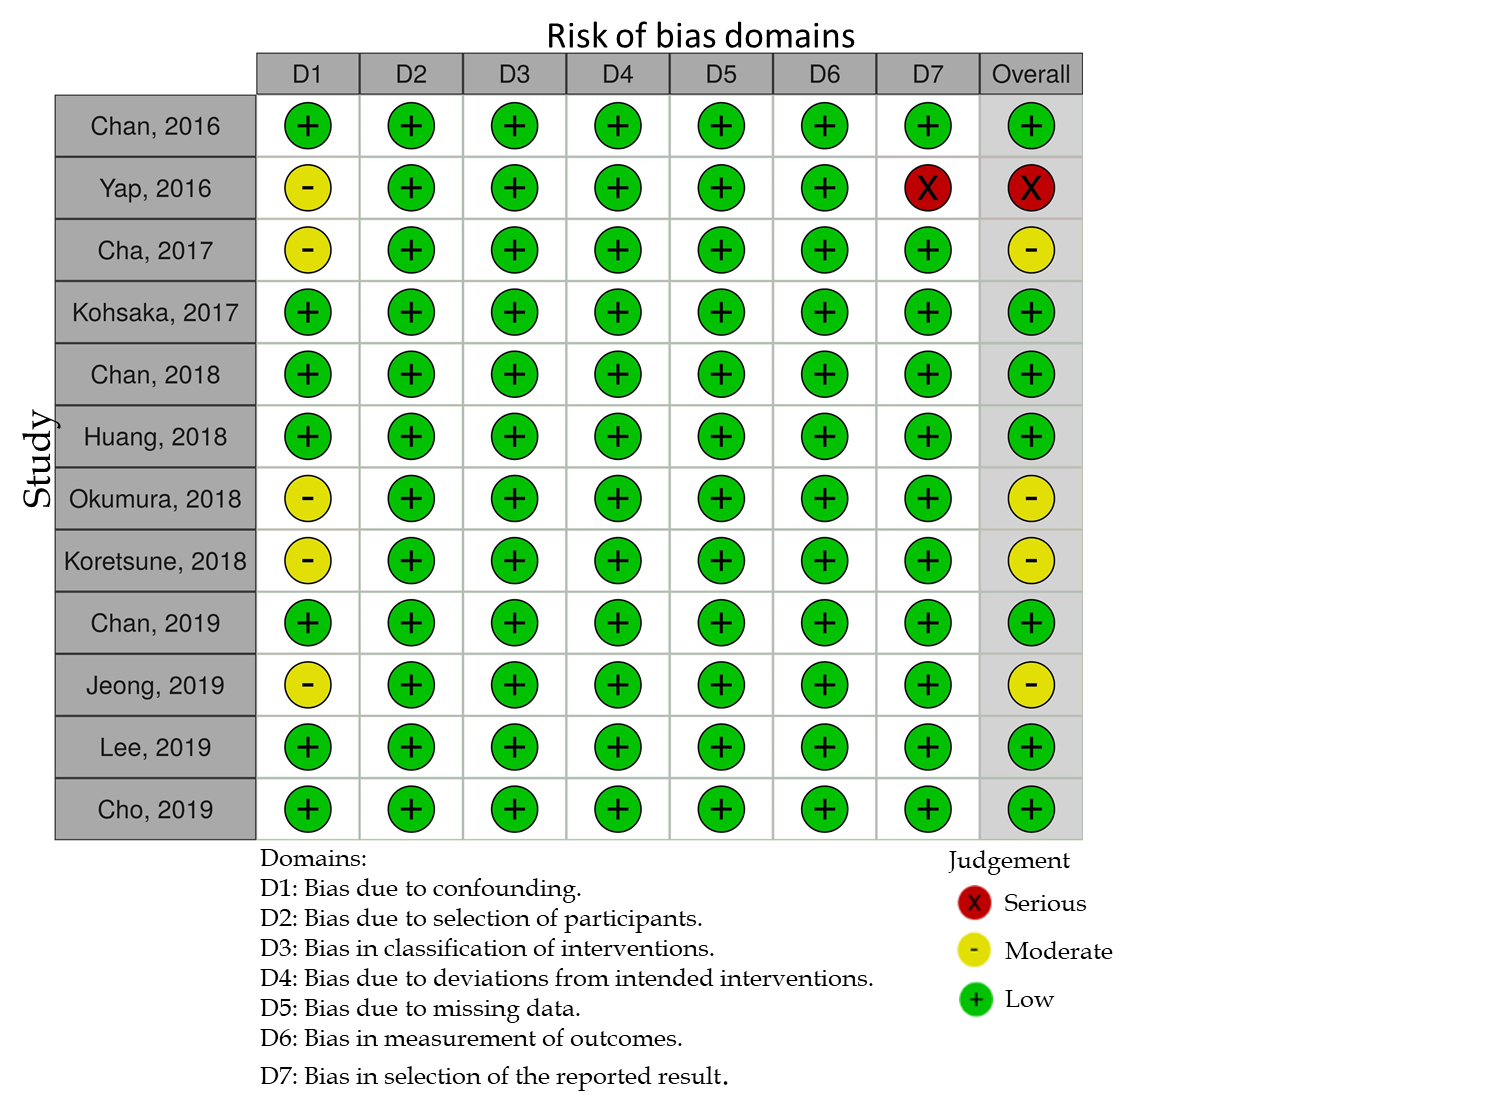 Risk of bias domains
D1 D2 D3 D4 D5 D6 D7 Overall
Study
Chan, 2016 + + + + + + + +
Yap, 2016 - + + + + + X X
Cha, 2017 - + + + + + + -
Kohsaka, 2017 + + + + + + + +
Chan, 2018 + + + + + + + +
Huang, 2018 + + + + + + + +
Okumura, 2018 - + + + + + + -
Koretsune, 2018 - + + + + + + -
Chan, 2019 + + + + + + + +
Jeong, 2019 - + + + + + + -
Lee, 2019 + + + + + + + +
Cho, 2019 + + + + + + + +
Domains:
D1: Bias due to confounding.
D2: Bias due to selection of participants.
D3: Bias in classification of interventions.
D4: Bias due to deviations from intended interventions.
D5: Bias due to missing data.
D6: Bias in measurement of outcomes.
D7: Bias in selection of the reported result.
Judgement
X Serious
- Moderate
+ Low